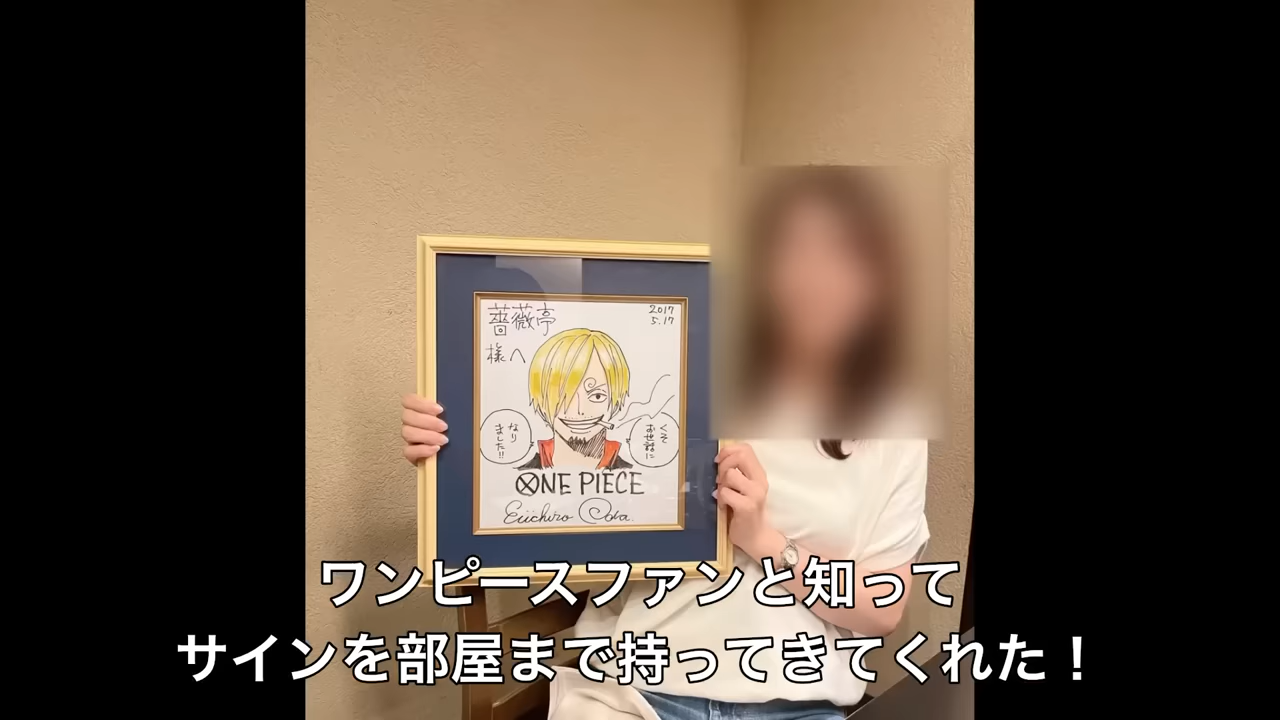 薔薇亭
様へ
2017
5.17
くそ
お世話に
なり
ました!!
ONE PIECE
Eiichiro Oda.
ワンピースファンと知って
サインを部屋まで持ってきてくれた！